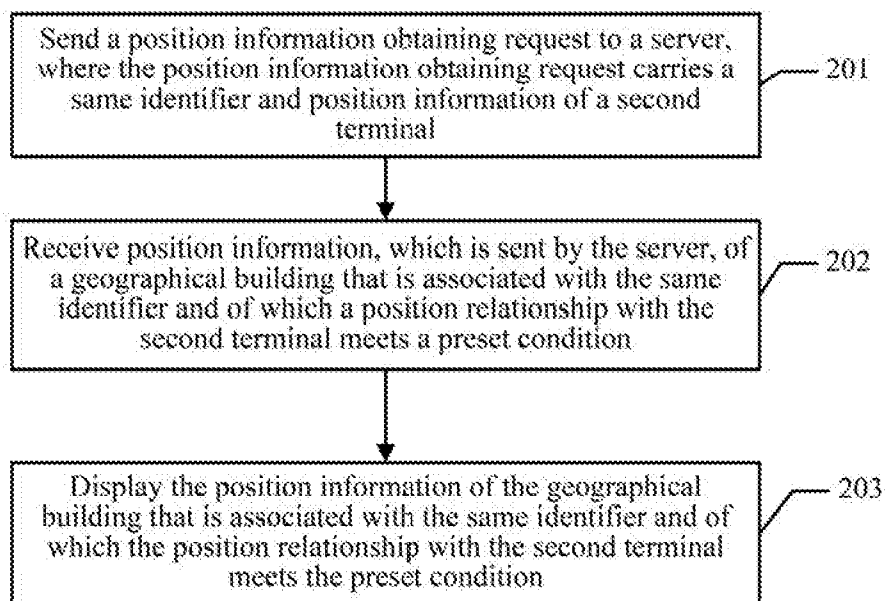 Send a position information obtaining request to a server,
where the position information obtaining request carries a
same identifier and position information of a second
terminal
201
Receive position information, which is sent by the server, of
a geographical building that is associated with the same
identifier and of which a position relationship with the
second terminal meets a preset condition
202
Display the position information of the geographical
building that is associated with the same identifier and of
which the position relationship with the second terminal
meets the preset condition
203